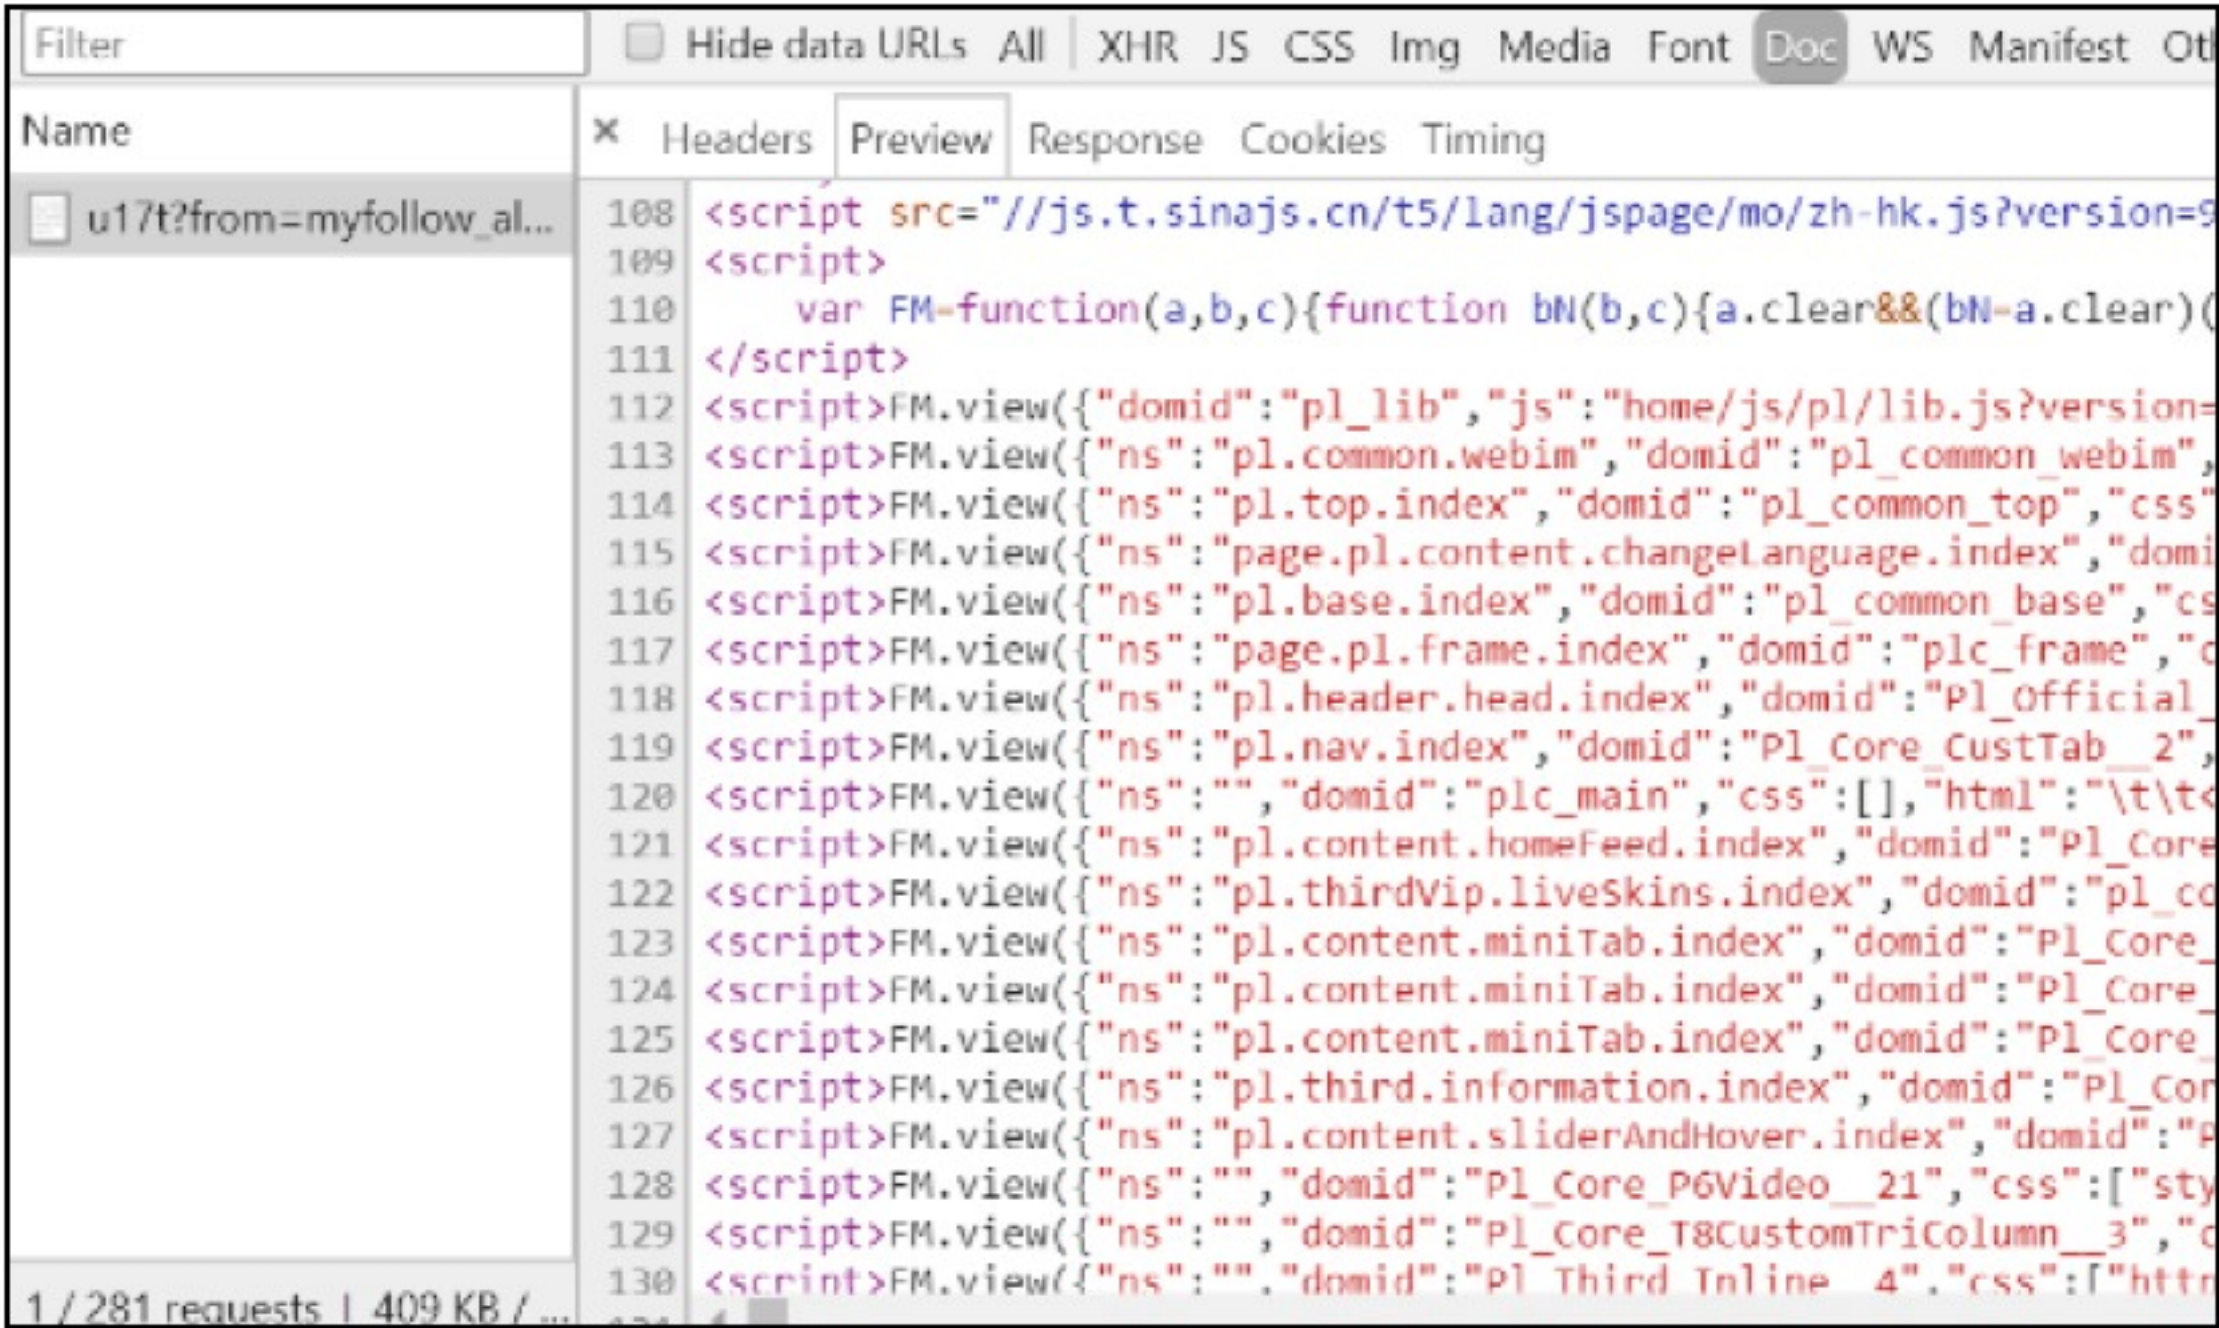 Filter Hide data URLs All XHR JS CSS Img Media Font Doc WS Manifest Oth
Name
× Headers Preview Response Cookies Timing
u17t?from=myfollow_al...
108 <script src="//js.t.sinajs.cn/t5/lang/jspage/mo/zh-hk.js?version=9
109 <script>
110 var FM=function(a,b,c){function bN(b,c){a.clear&&(bN=a.clear)(
111 </script>
112 <script>FM.view({"domid":"pl_lib","js":"home/js/pl/lib.js?version=
113 <script>FM.view({"ns":"pl.common.webim","domid":"pl_common_webim",
114 <script>FM.view({"ns":"pl.top.index","domid":"pl_common_top","css"
115 <script>FM.view({"ns":"page.pl.content.changeLanguage.index","domi
116 <script>FM.view({"ns":"pl.base.index","domid":"pl_common_base","cs
117 <script>FM.view({"ns":"page.pl.frame.index","domid":"plc_frame","c
118 <script>FM.view({"ns":"pl.header.head.index","domid":"Pl_Official_
119 <script>FM.view({"ns":"pl.nav.index","domid":"Pl_Core_CustTab__2",
120 <script>FM.view({"ns":"","domid":"plc_main","css":[],"html":"\t\t<
121 <script>FM.view({"ns":"pl.content.homeFeed.index","domid":"Pl_Core
122 <script>FM.view({"ns":"pl.thirdVip.liveSkins.index","domid":"pl_co
123 <script>FM.view({"ns":"pl.content.miniTab.index","domid":"Pl_Core_
124 <script>FM.view({"ns":"pl.content.miniTab.index","domid":"Pl_Core_
125 <script>FM.view({"ns":"pl.content.miniTab.index","domid":"Pl_Core_
126 <script>FM.view({"ns":"pl.third.information.index","domid":"Pl_Cor
127 <script>FM.view({"ns":"pl.content.sliderAndHover.index","domid":"P
128 <script>FM.view({"ns":"","domid":"Pl_Core_P6Video__21","css":["sty
129 <script>FM.view({"ns":"","domid":"Pl_Core_T8CustomTriColumn__3","c
130 <script>FM.view({"ns":"","domid":"Pl_Third_Inline__4","css":["http
1 / 281 requests | 409 KB / ...